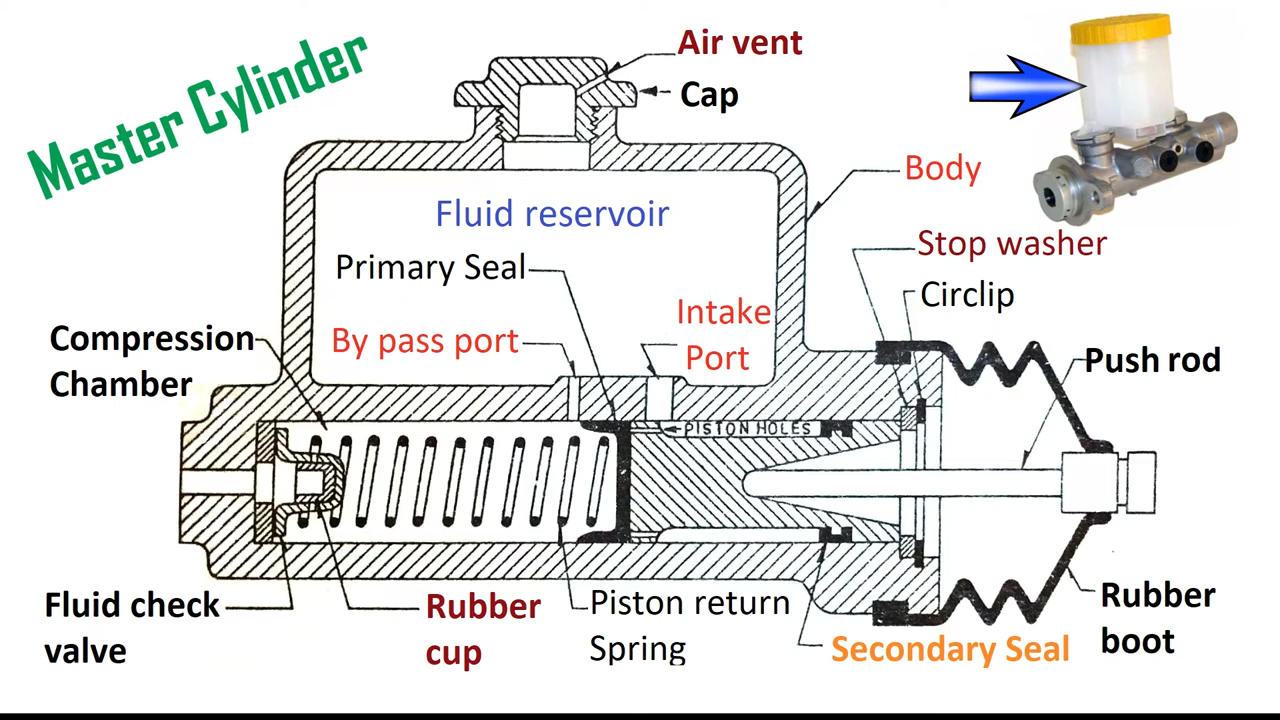 Master Cylinder
Air vent
Cap
Body
Fluid reservoir
Stop washer
Primary Seal
Circlip
Intake
Port
By pass port
Compression
Chamber
Push rod
PISTON HOLES
Fluid check
valve
Rubber
cup
Piston return
Spring
Secondary Seal
Rubber
boot